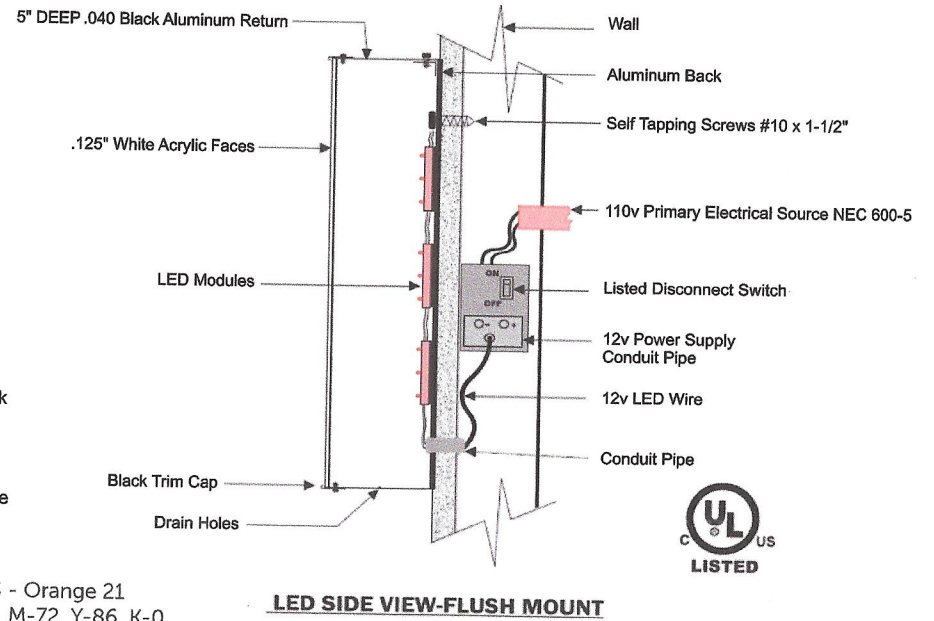 5" DEEP .040 Black Aluminum Return
Wall
Aluminum Back
Self Tapping Screws #10 x 1-1/2"
.125" White Acrylic Faces
110v Primary Electrical Source NEC 600-5
LED Modules
ON
OFF
Listed Disconnect Switch
- +
12v Power Supply
Conduit Pipe
12v LED Wire
Conduit Pipe
Black Trim Cap
Drain Holes
UL
C US
LISTED
- Orange 21
M-72, Y-86, K-0
LED SIDE VIEW-FLUSH MOUNT